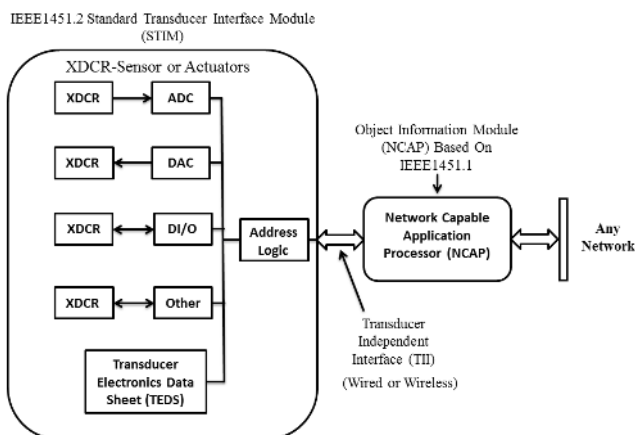 IEEE1451.2 Standard Transducer Interface Module
(STIM)
XDCR-Sensor or Actuators
XDCR
ADC
XDCR
DAC
XDCR
DI/O
XDCR
Other
Transducer
Electronics Data
Sheet (TEDS)
Address
Logic
Object Information Module
(NCAP) Based On
IEEE1451.1
Network Capable
Application
Processor (NCAP)
Any
Network
Transducer
Independent
Interface (TII)
(Wired or Wireless)